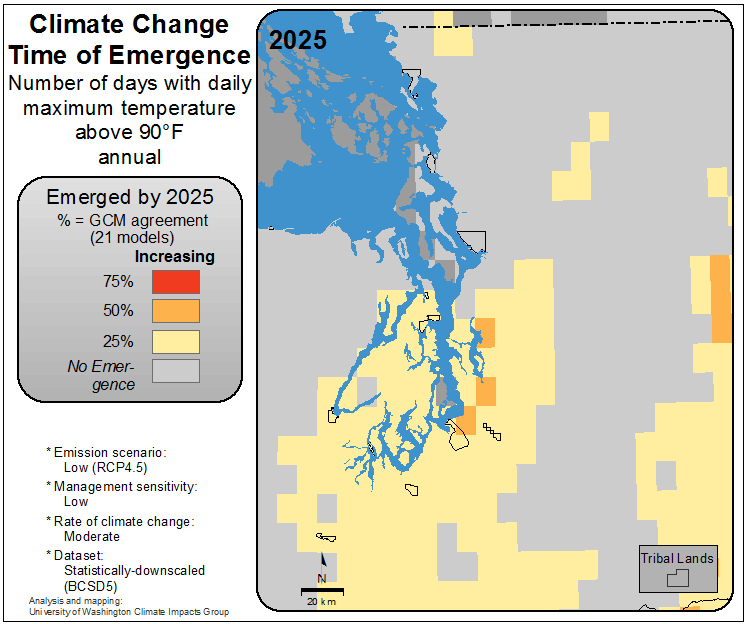 Climate Change
Time of Emergence
Number of days with daily
maximum temperature
above 90°F
annual
Emerged by 2025
% = GCM agreement
(21 models)
Increasing
75%
50%
25%
No Emer-
gence
* Emission scenario:
Low (RCP4.5)
* Management sensitivity:
Low
* Rate of climate change:
Moderate
* Dataset:
Statistically-downscaled
(BCSD5)
Analysis and mapping:
University of Washington Climate Impacts Group
2025
N
20 km
Tribal Lands